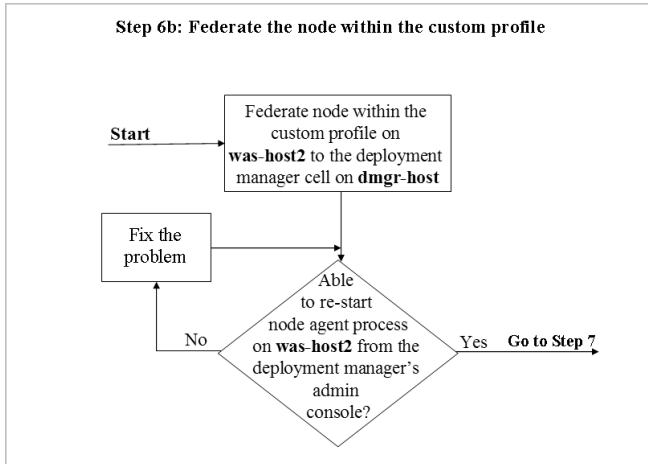 Step 6b: Federate the node within the custom profile
Start
Federate node within the
custom profile on
was-host2 to the deployment
manager cell on dmgr-host
Fix the
problem
Able
to re-start
node agent process
on was-host2 from the
deployment manager's
admin
console?
No
Yes
Go to Step 7